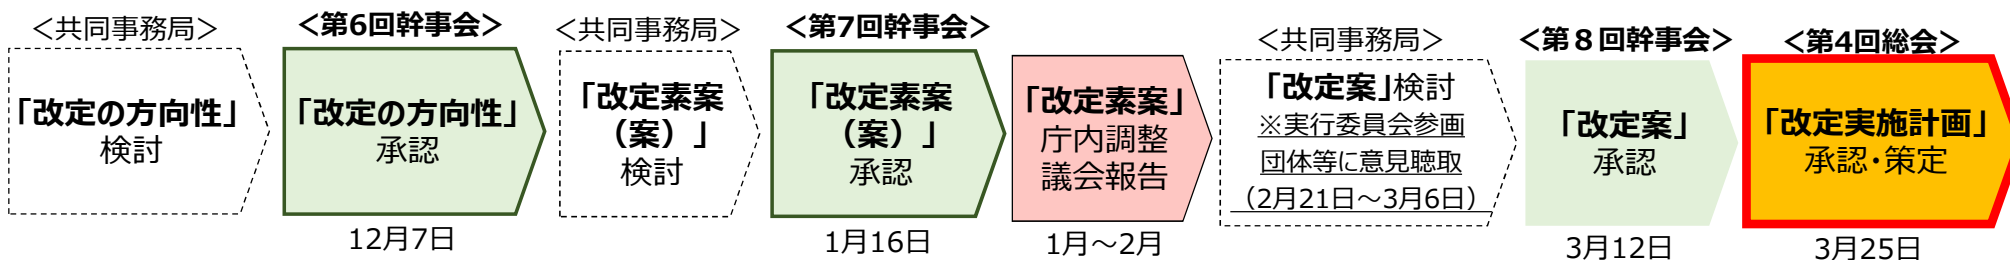 ＜共同事務局＞
「改定の方向性」
検討
＜第6回幹事会＞
「改定の方向性」
承認
12月7日
＜共同事務局＞
「改定素案
（案）」
検討
＜第7回幹事会＞
「改定素案
（案）」
承認
1月16日
「改定素案」
庁内調整
議会報告
1月～2月
＜共同事務局＞
「改定案」検討
※実行委員会参画
団体等に意見聴取
（2月21日～3月6日）
＜第８回幹事会＞
「改定案」
承認
3月12日
＜第4回総会＞
「改定実施計画」
承認・策定
3月25日